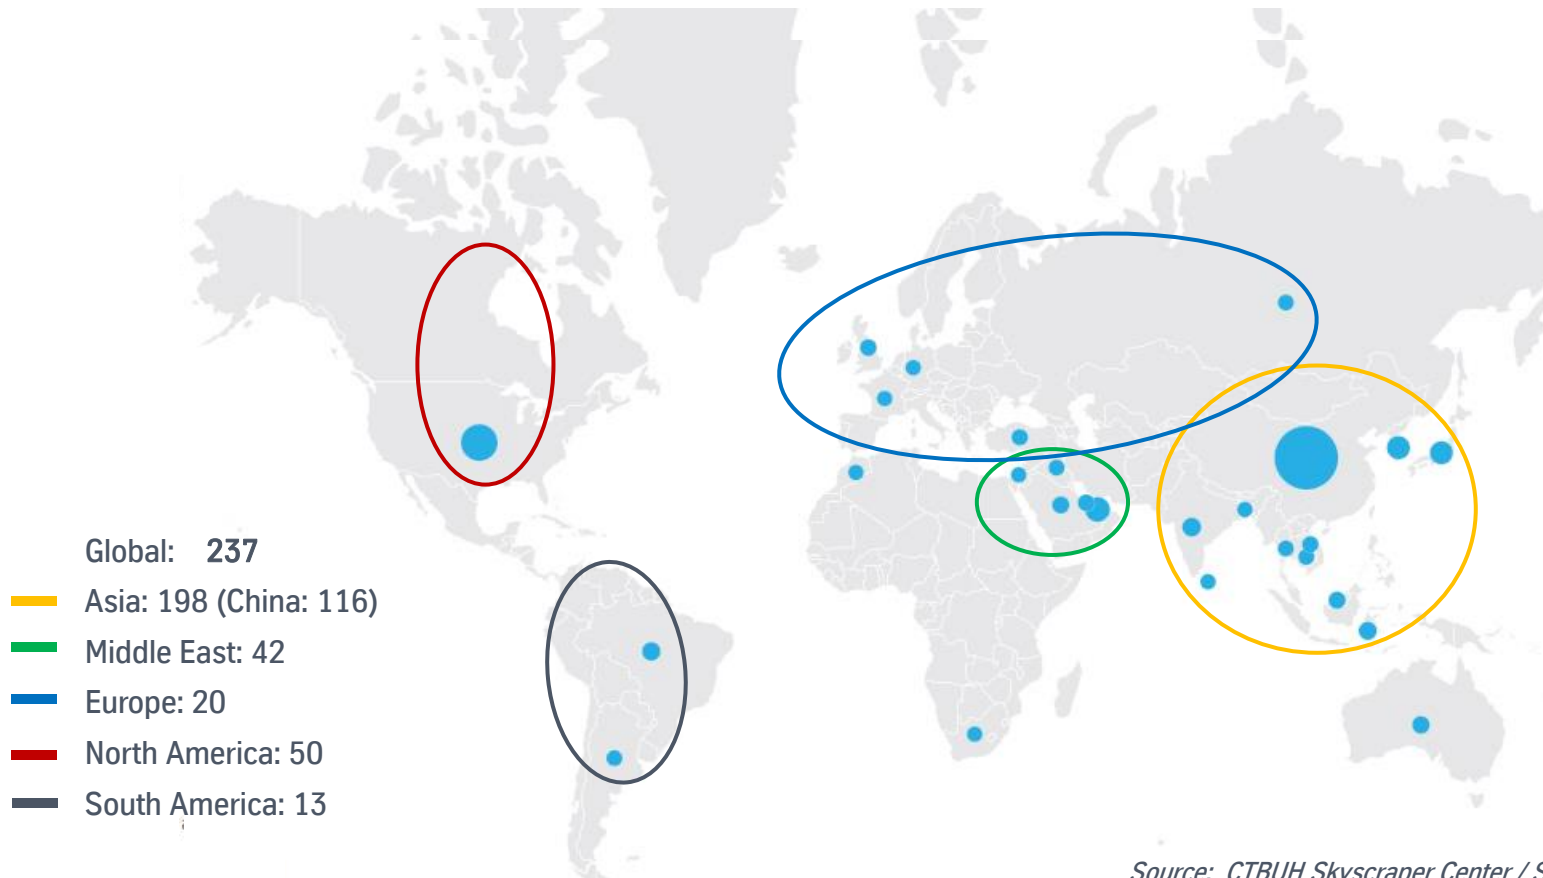 Global: 237
Asia: 198 (China: 116)
Middle East: 42
Europe: 20
North America: 50
South America: 13
Source: CTBUH Skyscraper Center /